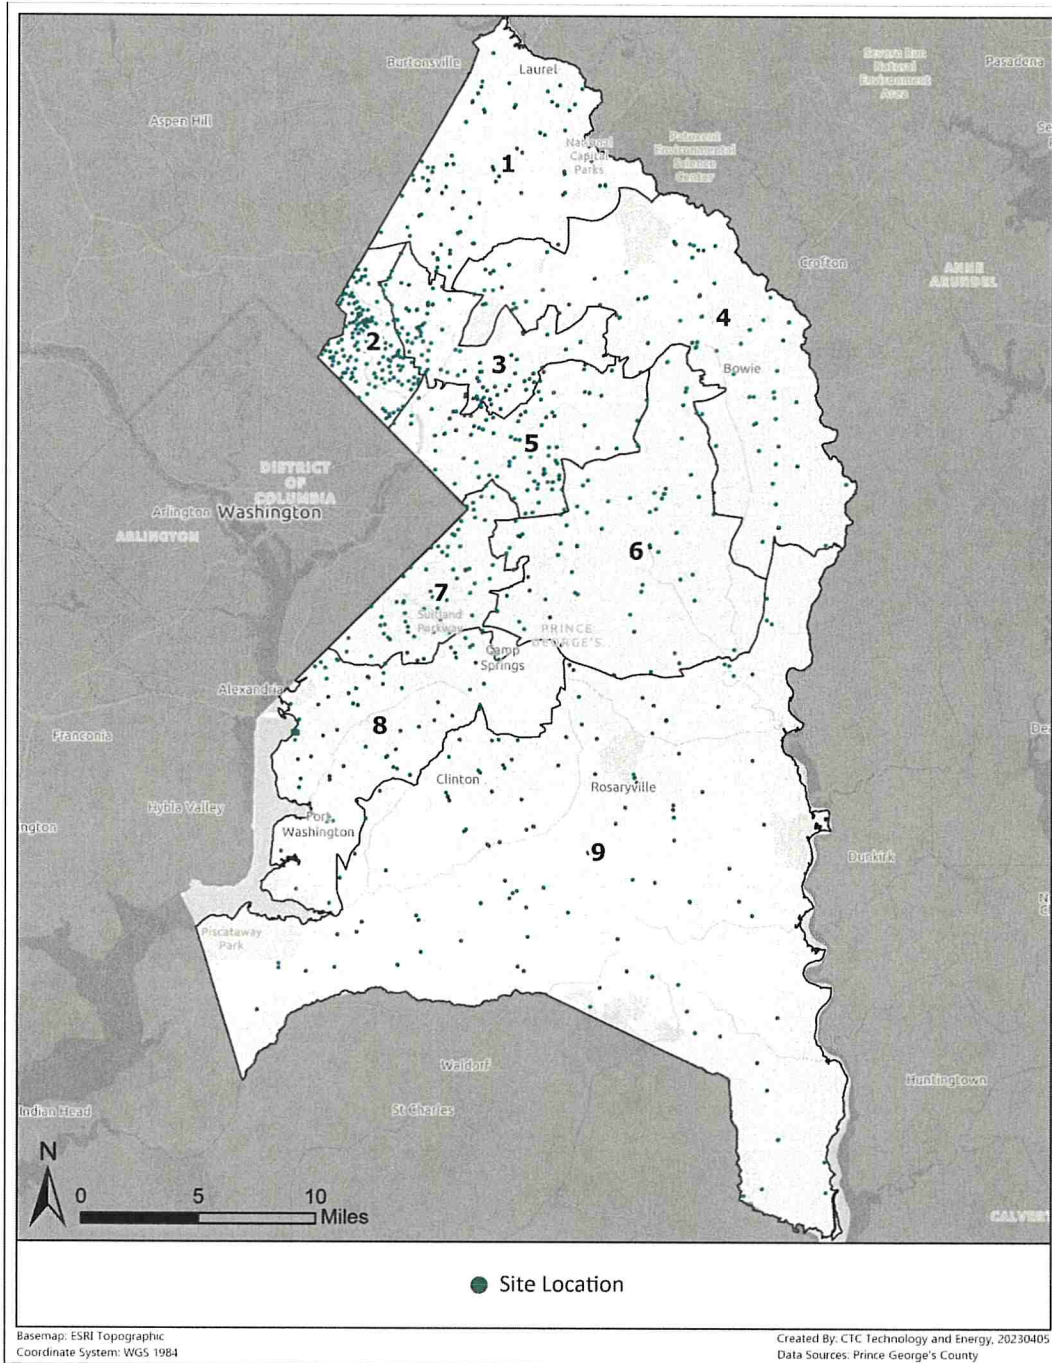 Burtonsville
Laurel
Severe Run
Natural
Environment
Area
Pasadena
Aspen Hill
National
Capital
Parks
Patuxent
Environmental
Science
Center
1
Crofton
ANNE
ARUNDEL
4
2
3
Bowie
5
DISTRICT
OF
COLUMBIA
Arlington
Washington
ARLINGTON
6
7
Suitland
Parkway
PRINCE
GEORGE'S
Camp
Springs
Alexandria
8
Franconia
Clinton
Rosaryville
Hybla Valley
ington
Fort
Washington
9
Dunkirk
Piscataway
Park
Waldorf
Huntingtown
Indian Head
St Charles
N
0 5 10
Miles
CALVERT
Site Location
Basemap: ESRI Topographic
Coordinate System: WGS 1984
Created By: CTC Technology and Energy, 20230405
Data Sources: Prince George's County